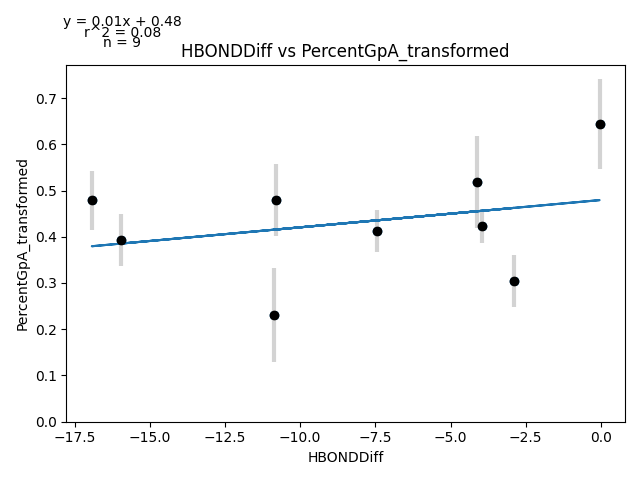 y = 0.01x + 0.48
r^2 = 0.08
n = 9
HBONDDiff vs PercentGpA_transformed
PercentGpA_transformed
0.7
0.6
0.5
0.4
0.3
0.2
0.1
0.0
−17.5 −15.0 −12.5 −10.0 −7.5 −5.0 −2.5 0.0
HBONDDiff